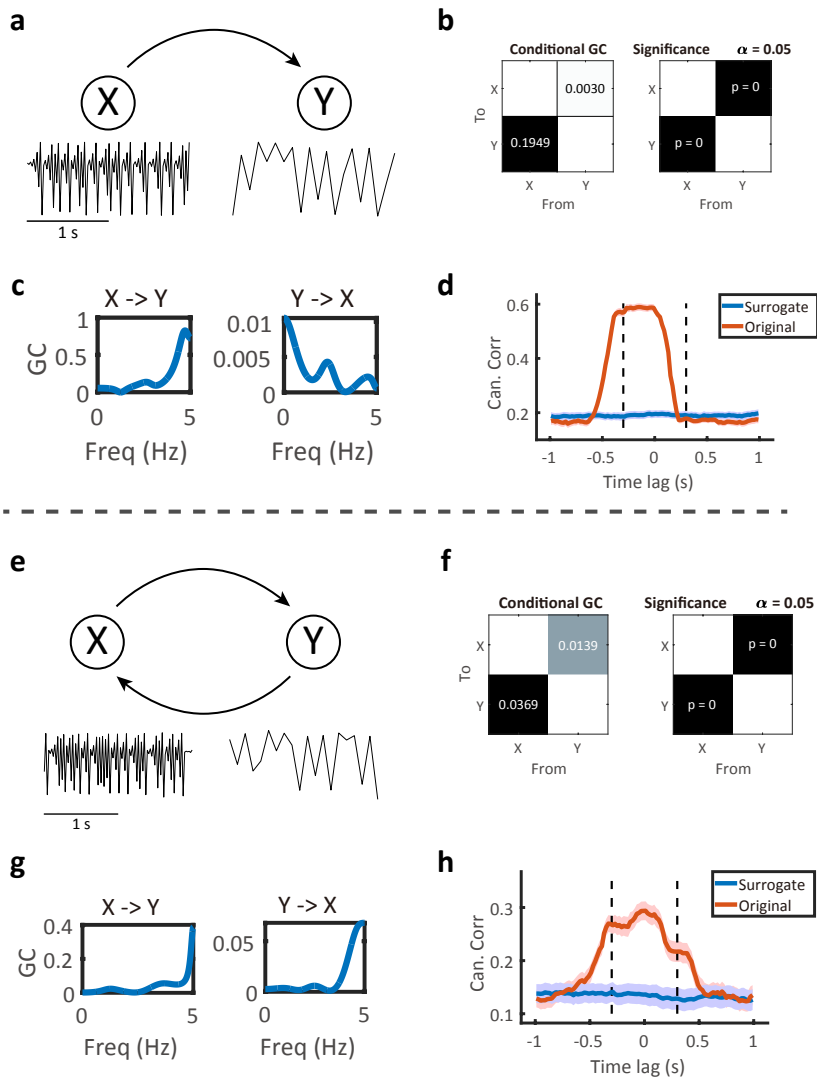 a
X Y
1 s
b
Conditional GC Significance α = 0.05
To
X 0.0030 p = 0
Y 0.1949 p = 0
X Y X Y
From From
c
X -> Y Y -> X
GC
1
0.5
0
0.01
0.005
0
0 5 0 5
Freq (Hz) Freq (Hz)
d
Surrogate
Original
Can. Corr
0.6
0.4
0.2
-1 -0.5 0 0.5 1
Time lag (s)
e
X Y
1 s
f
Conditional GC Significance α = 0.05
To
X 0.0139 p = 0
Y 0.0369 p = 0
X Y X Y
From From
g
X -> Y Y -> X
GC
0.4
0.2
0
0.05
0
0 5 0 5
Freq (Hz) Freq (Hz)
h
Surrogate
Original
Can. Corr
0.3
0.2
0.1
-1 -0.5 0 0.5 1
Time lag (s)